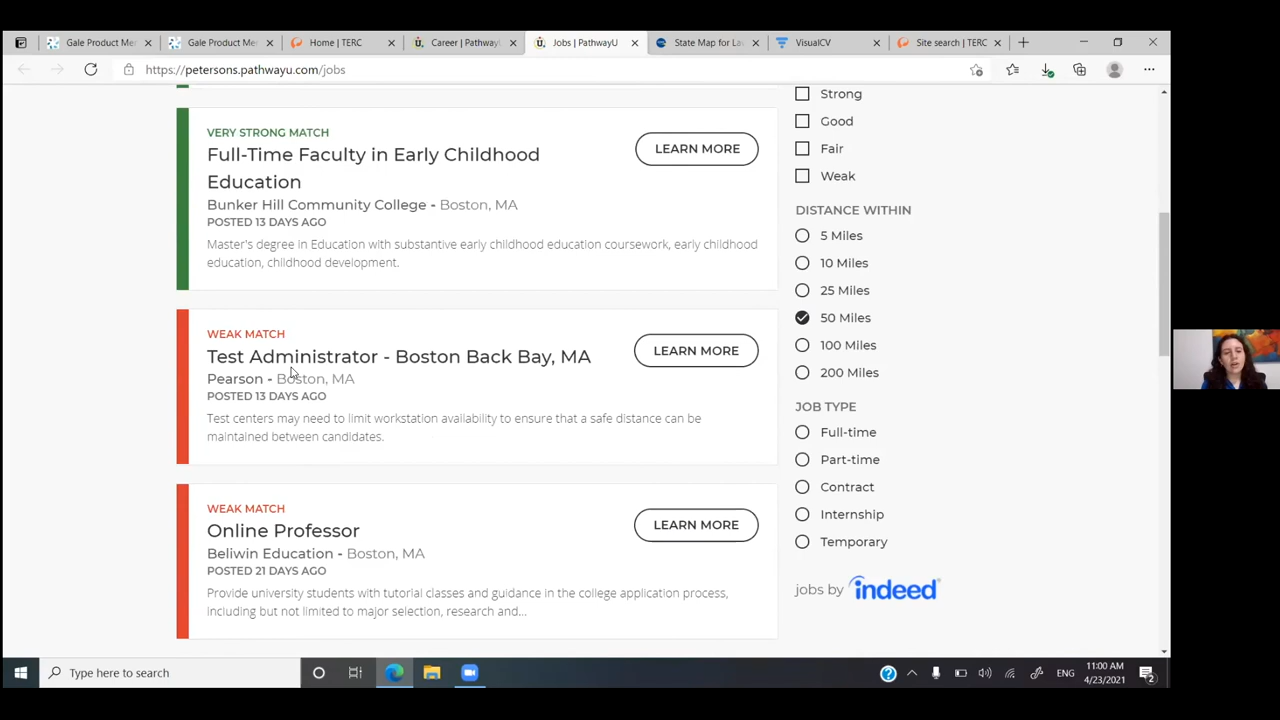 Gale Product Me
Gale Product Me
Home | TERC
Career | Pathway
Jobs | PathwayU
State Map for
VisualCV
Site search | TERC
https://petersons.pathwayu.com/jobs
VERY STRONG MATCH
Full-Time Faculty in Early Childhood
Education
Bunker Hill Community College - Boston, MA
POSTED 13 DAYS AGO
Master's degree in Education with substantive early childhood education coursework, early childhood
education, childhood development.
LEARN MORE
WEAK MATCH
Test Administrator - Boston Back Bay, MA
Pearson - Boston, MA
POSTED 13 DAYS AGO
Test centers may need to limit workstation availability to ensure that a safe distance can be
maintained between candidates.
LEARN MORE
WEAK MATCH
Online Professor
Beliwin Education - Boston, MA
POSTED 21 DAYS AGO
Provide university students with tutorial classes and guidance in the college application process,
including but not limited to major selection, research and...
LEARN MORE
Strong
Good
Fair
Weak
DISTANCE WITHIN
5 Miles
10 Miles
25 Miles
50 Miles
100 Miles
200 Miles
JOB TYPE
Full-time
Part-time
Contract
Internship
Temporary
jobs by indeed
Type here to search
ENG
11:00 AM
4/23/2021
2